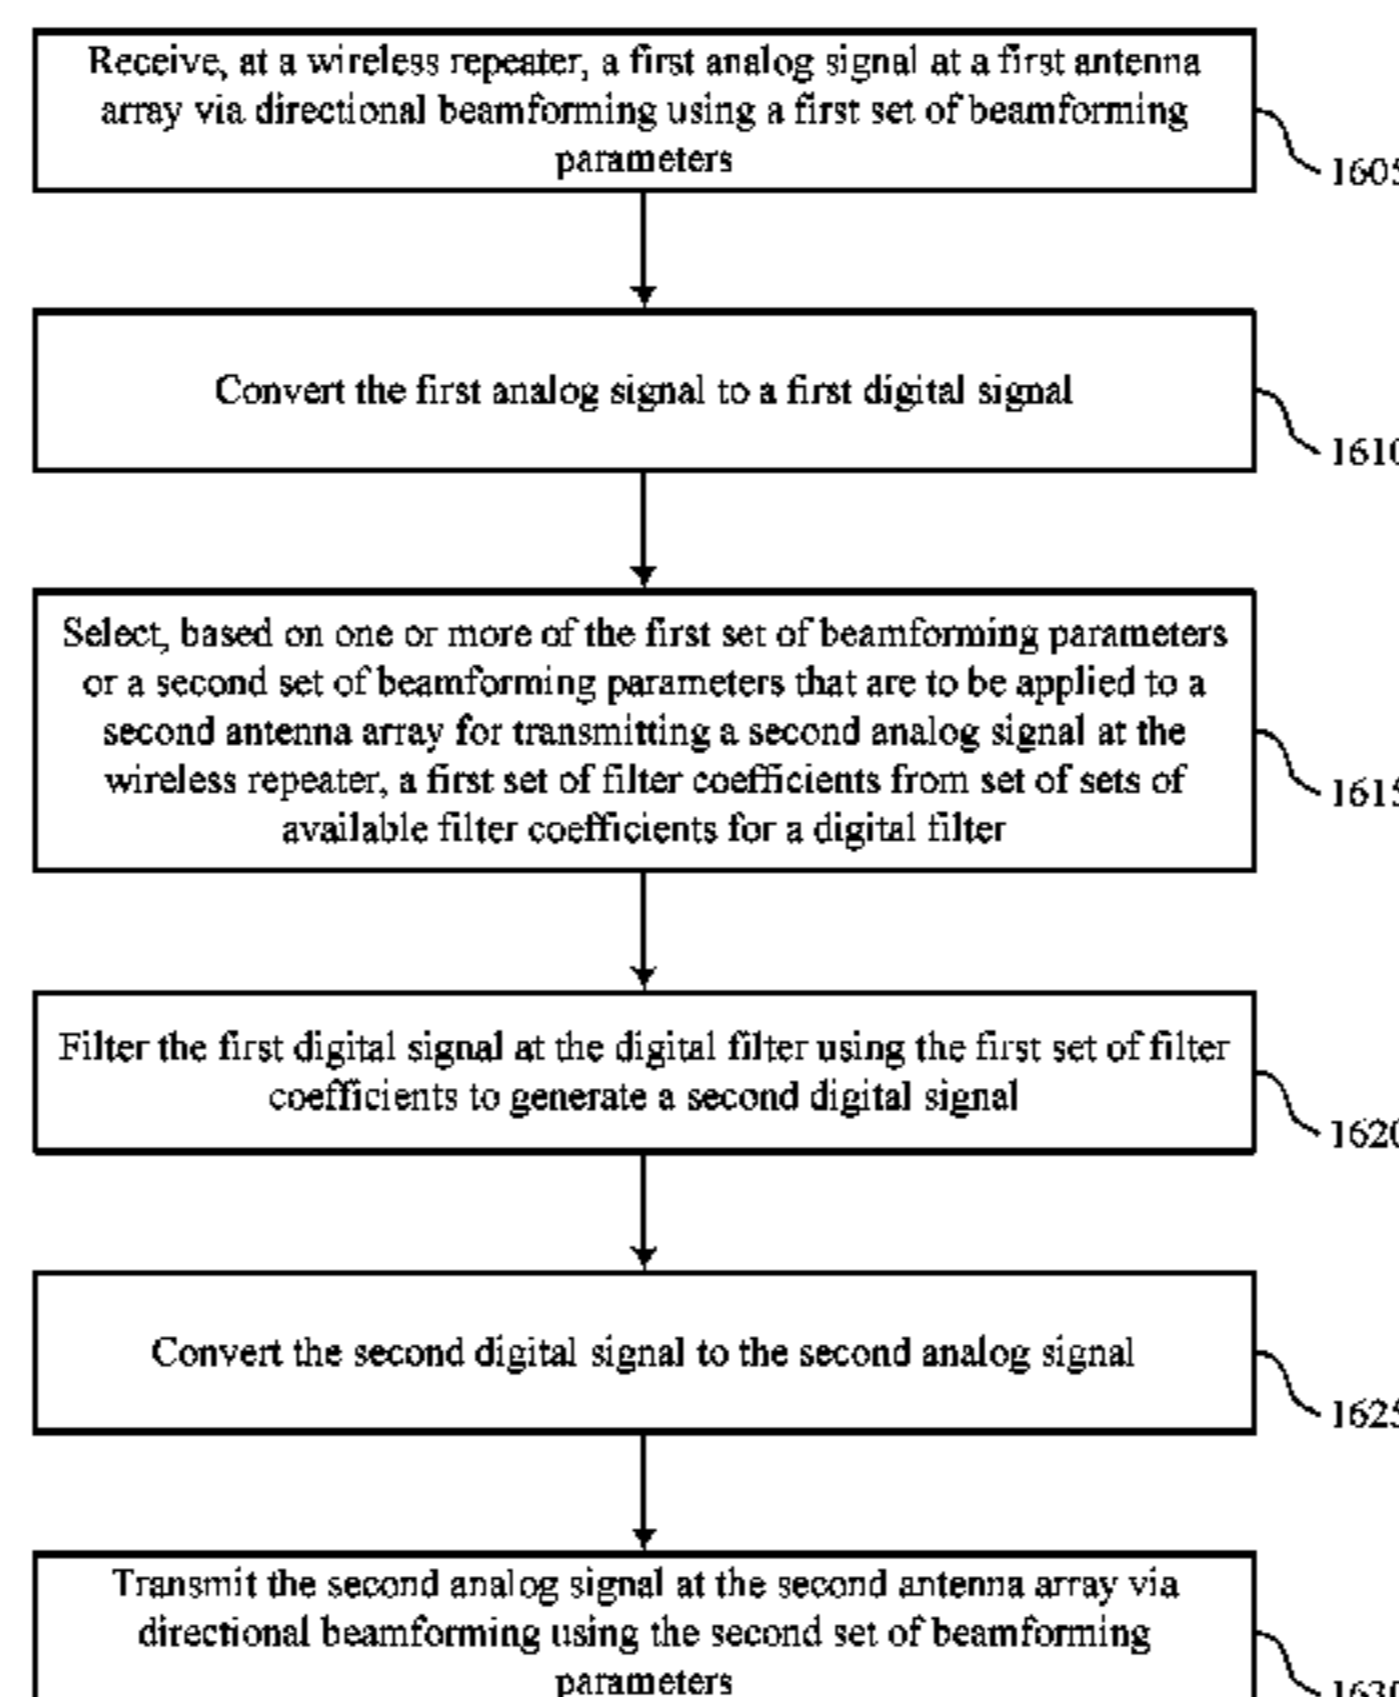 Receive, at a wireless repeater, a first analog signal at a first antenna
array via directional beamforming using a first set of beamforming
parameters
1605
Convert the first analog signal to a first digital signal
1610
Select, based on one or more of the first set of beamforming parameters
or a second set of beamforming parameters that are to be applied to a
second antenna array for transmitting a second analog signal at the
wireless repeater, a first set of filter coefficients from set of sets of
available filter coefficients for a digital filter
1615
Filter the first digital signal at the digital filter using the first set of filter
coefficients to generate a second digital signal
1620
Convert the second digital signal to the second analog signal
1625
Transmit the second analog signal at the second antenna array via
directional beamforming using the second set of beamforming
parameters
1630